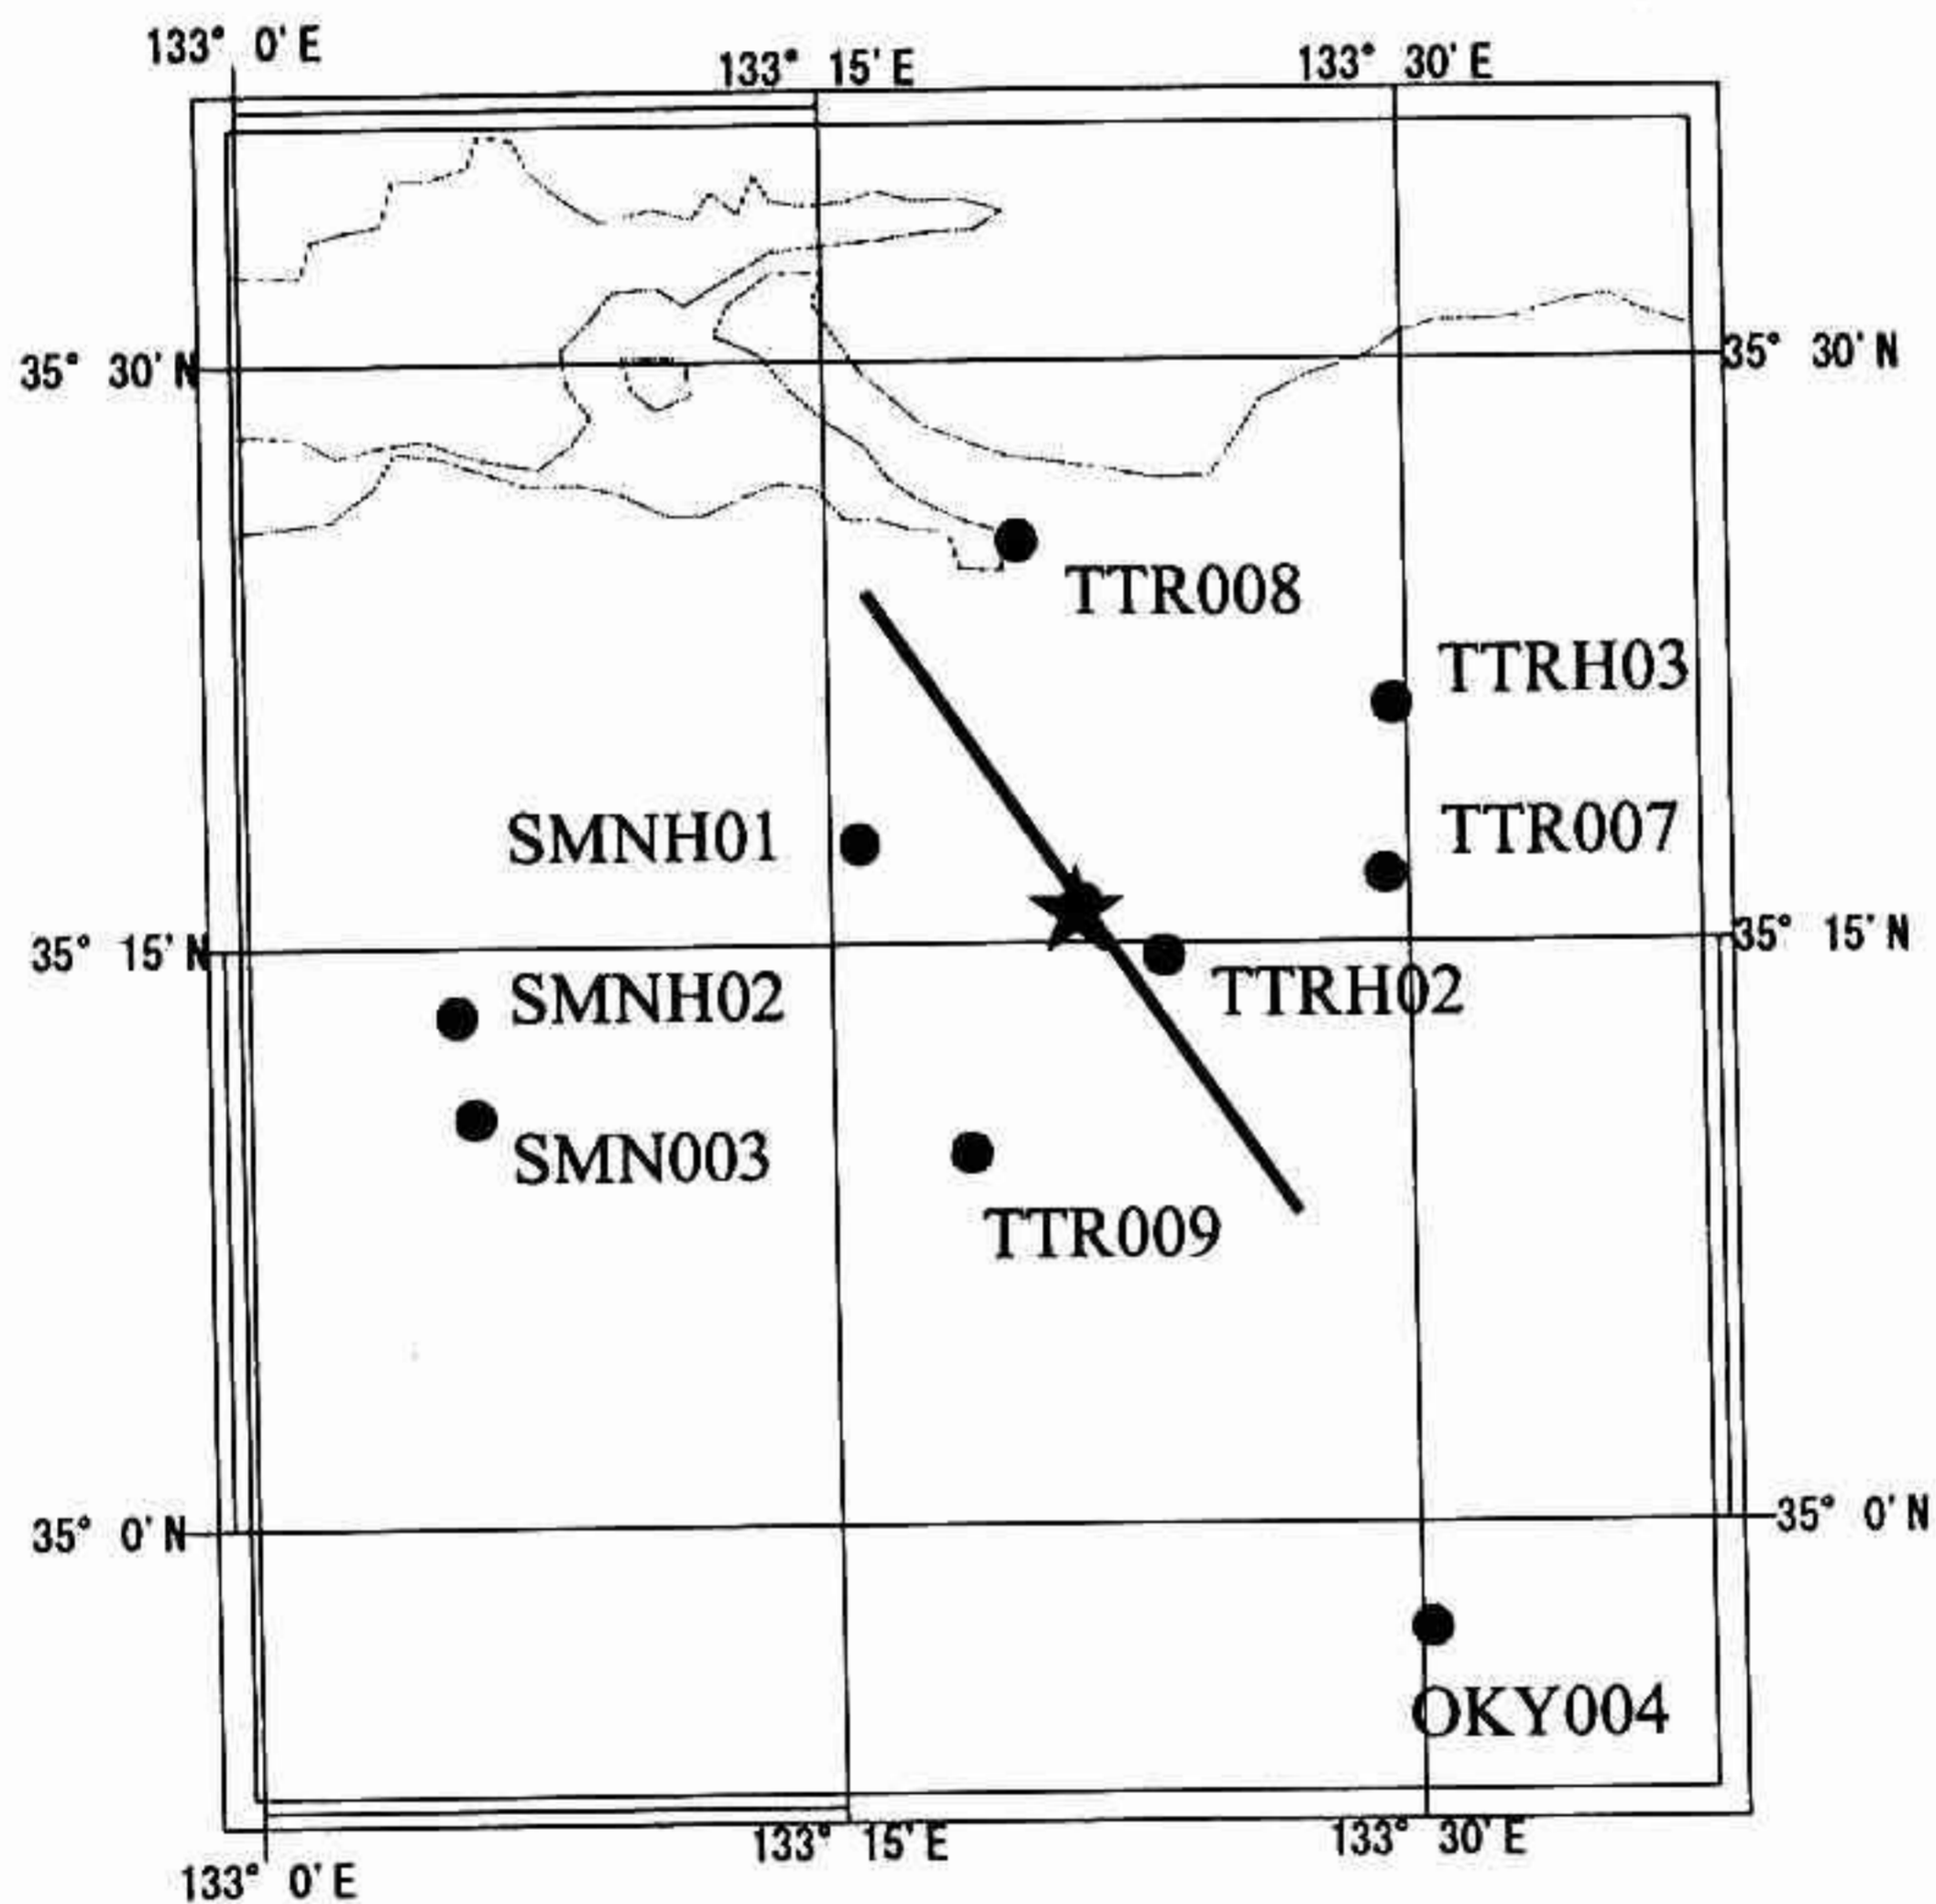 133° 0' E
133° 15' E
133° 30' E
35° 30' N
35° 30' N
TTR008
TTRH03
TTR007
SMNH01
35° 15' N
35° 15' N
SMNH02
TTRH02
SMN003
TTR009
35° 0' N
35° 0' N
OKY004
133° 15' E
133° 30' E
133° 0' E